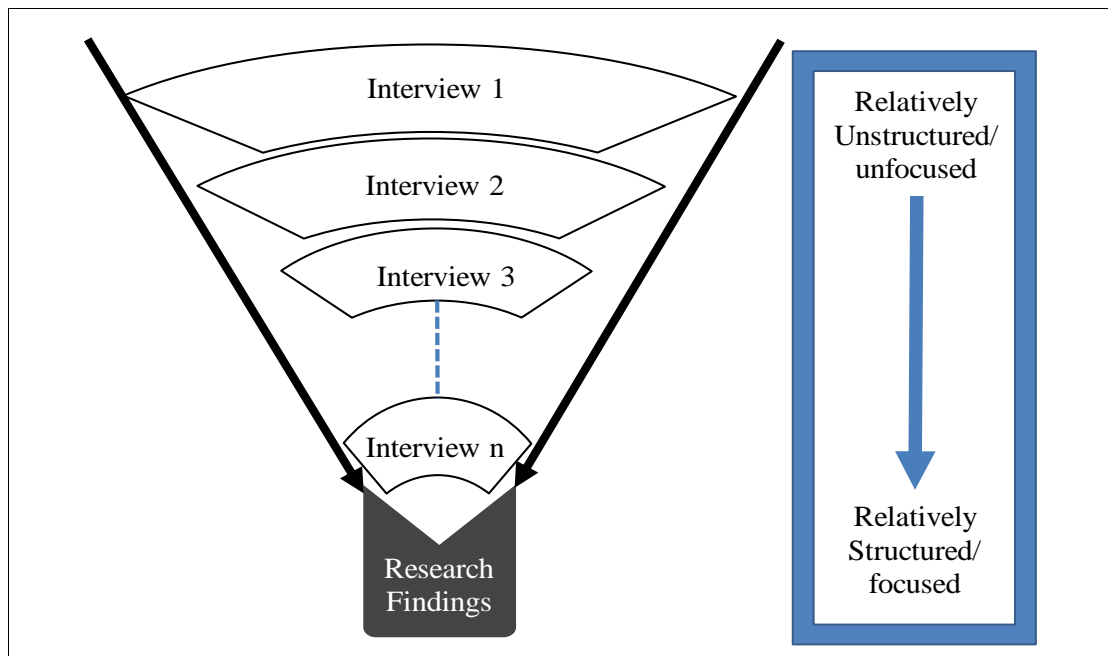 Interview 1
Interview 2
Interview 3
Interview n
Research
Findings
Relatively
Unstructured/
unfocused
Relatively
Structured/
focused